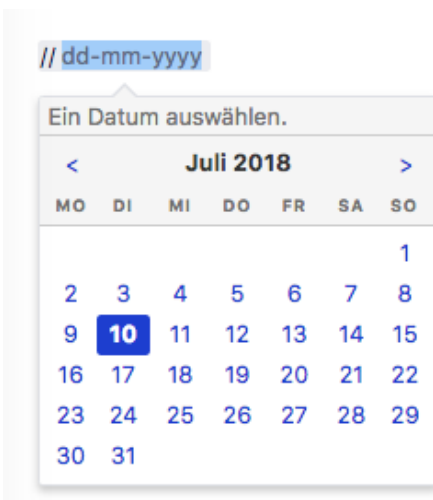 // dd-mm-yyyy
Ein Datum auswählen.
< Juli 2018 >
MO DI MI DO FR SA SO
1
2 3 4 5 6 7 8
9 10 11 12 13 14 15
16 17 18 19 20 21 22
23 24 25 26 27 28 29
30 31